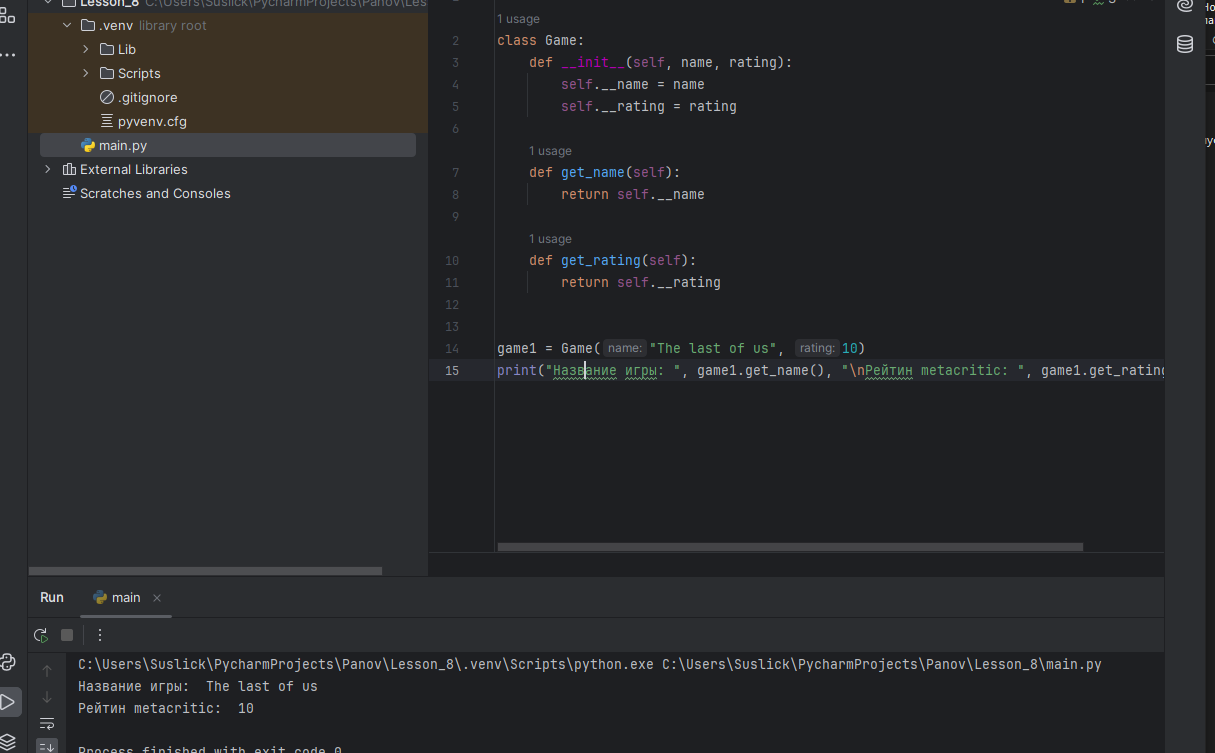 Lesson_8 C:\Users\Suslick\PycharmProjects\Panov\Les
.venv library root
Lib
Scripts
.gitignore
pyvenv.cfg
main.py
External Libraries
Scratches and Consoles
1 usage
2 class Game:
3 def __init__(self, name, rating):
4 self.__name = name
5 self.__rating = rating
6
1 usage
7 def get_name(self):
8 return self.__name
9
1 usage
10 def get_rating(self):
11 return self.__rating
12
13
14 game1 = Game( name: "The last of us", rating: 10)
15 print("Название игры: ", game1.get_name(), "\nРейтин metacritic: ", game1.get_rating
Run main
C:\Users\Suslick\PycharmProjects\Panov\Lesson_8\.venv\Scripts\python.exe C:\Users\Suslick\PycharmProjects\Panov\Lesson_8\main.py
Название игры:  The last of us
Рейтин metacritic:  10
Process finished with exit code 0